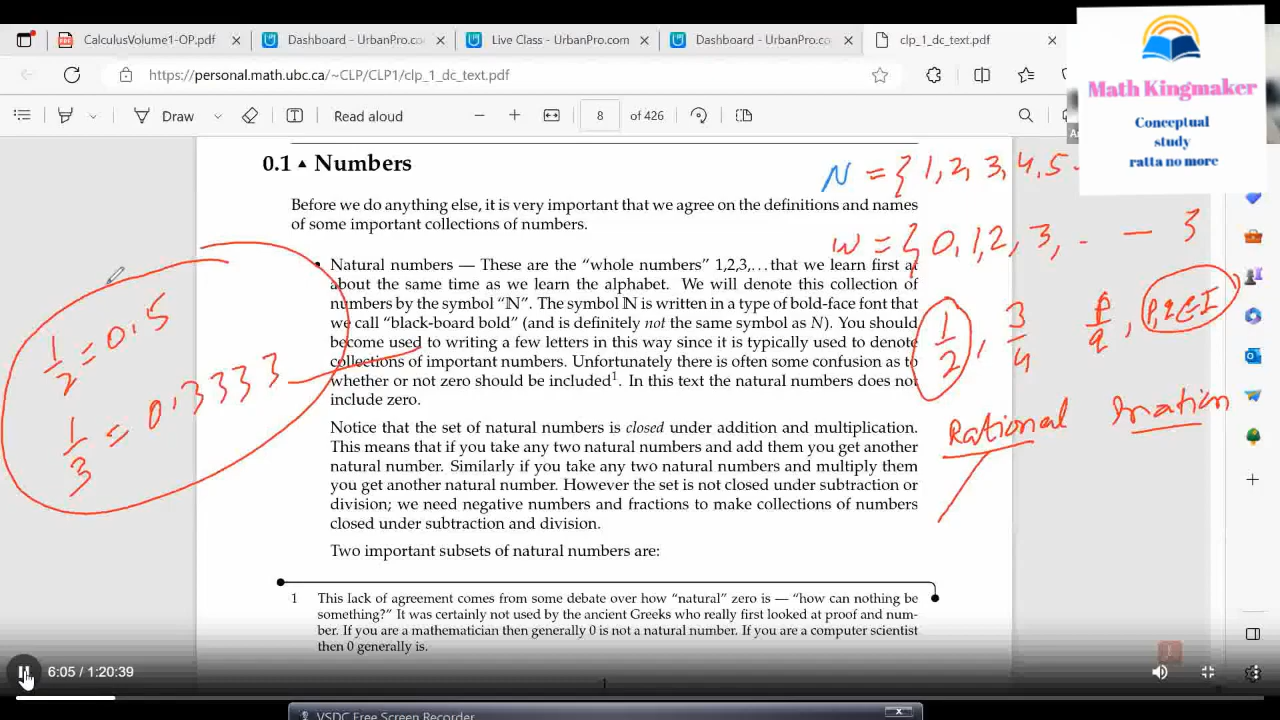 CalculusVolume1-OP.pdf
Dashboard - UrbanPro.co
Live Class - UrbanPro.com
Dashboard - UrbanPro.co
clp_1_dc_text.pdf
https://personal.math.ubc.ca/~CLP/CLP1/clp_1_dc_text.pdf
Draw
Read aloud
8
of 426
Math Kingmaker
Conceptual
study
ratta no more
0.1 ▲ Numbers
N = { 1, 2, 3, 4, 5
Before we do anything else, it is very important that we agree on the definitions and names
of some important collections of numbers.
W = { 0, 1, 2, 3, . . — }
• Natural numbers — These are the “whole numbers” 1,2,3,... that we learn first at
about the same time as we learn the alphabet. We will denote this collection of
numbers by the symbol “ℕ”. The symbol ℕ is written in a type of bold-face font that
we call “black-board bold” (and is definitely not the same symbol as N). You should
become used to writing a few letters in this way since it is typically used to denote
collections of important numbers. Unfortunately there is often some confusion as to
whether or not zero should be included¹. In this text the natural numbers does not
include zero.
1/2, 3/4 p/q, p,q∈I
1/2 = 0.5
1/3 = 0.3333
Rational
Notice that the set of natural numbers is closed under addition and multiplication.
This means that if you take any two natural numbers and add them you get another
natural number. Similarly if you take any two natural numbers and multiply them
you get another natural number. However the set is not closed under subtraction or
division; we need negative numbers and fractions to make collections of numbers
closed under subtraction and division.
Two important subsets of natural numbers are:
1 This lack of agreement comes from some debate over how “natural” zero is — “how can nothing be
something?” It was certainly not used by the ancient Greeks who really first looked at proof and num-
ber. If you are a mathematician then generally 0 is not a natural number. If you are a computer scientist
then 0 generally is.
6:05 / 1:20:39
1
VSDC Free Screen Recorder